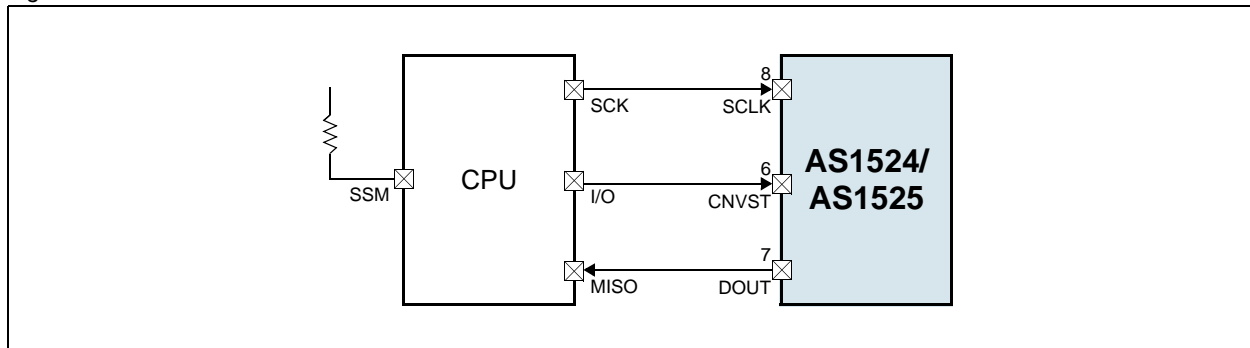 SSM
CPU
SCK
I/O
MISO
8
SCLK
6
CNVST
7
DOUT
AS1524/
AS1525